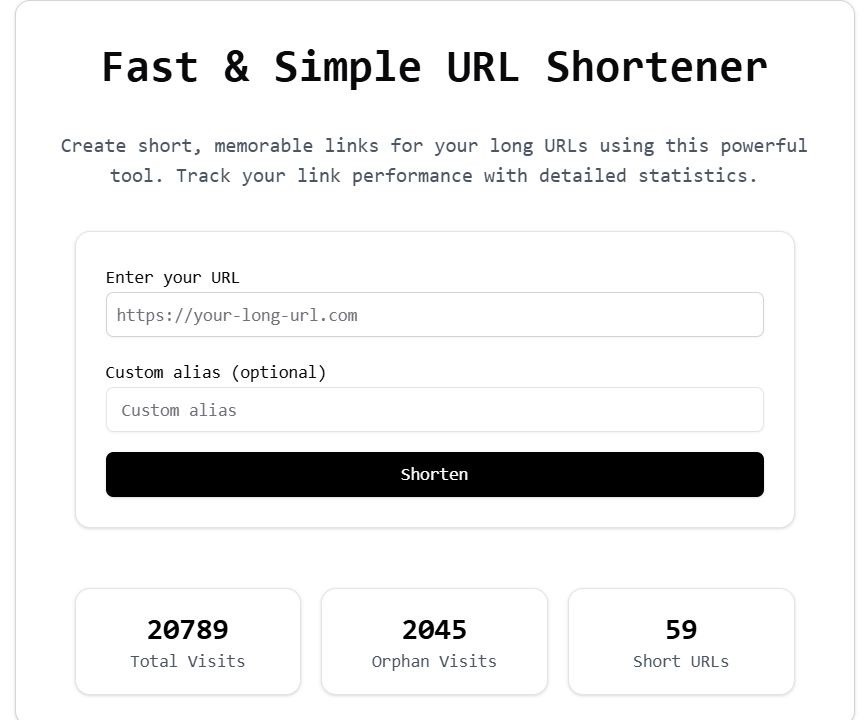 Fast & Simple URL Shortener
Create short, memorable links for your long URLs using this powerful
tool. Track your link performance with detailed statistics.
Enter your URL
https://your-long-url.com
Custom alias (optional)
Custom alias
Shorten
20789
Total Visits
2045
Orphan Visits
59
Short URLs